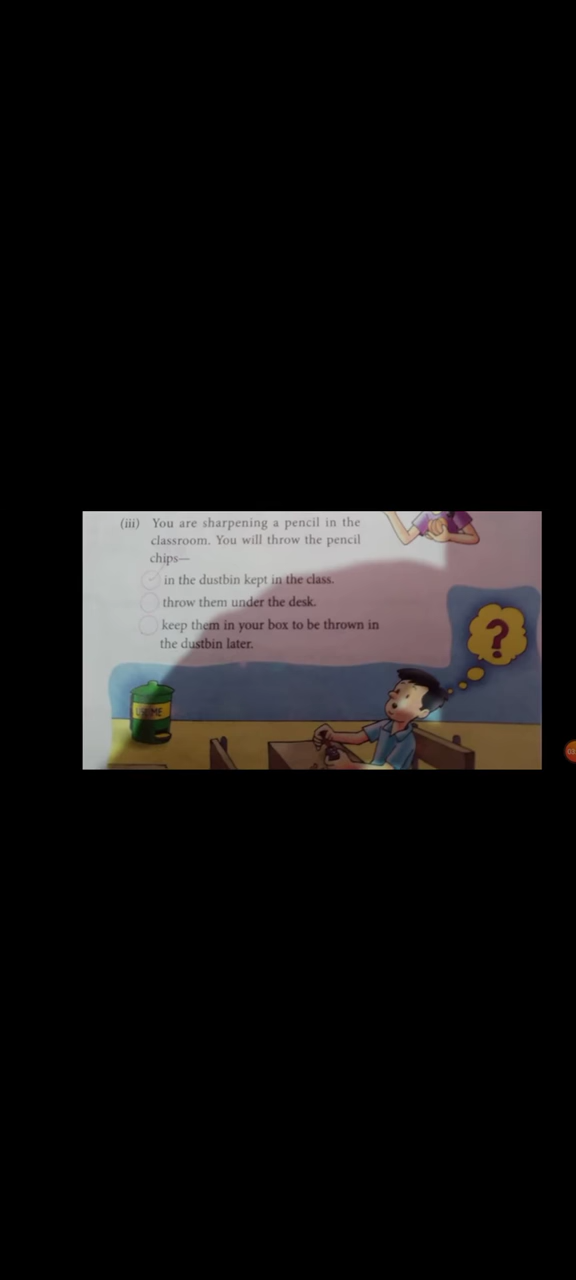 (iii) You are sharpening a pencil in the
classroom. You will throw the pencil
chips—
in the dustbin kept in the class.
throw them under the desk.
keep them in your box to be thrown in
the dustbin later.
?
USE ME